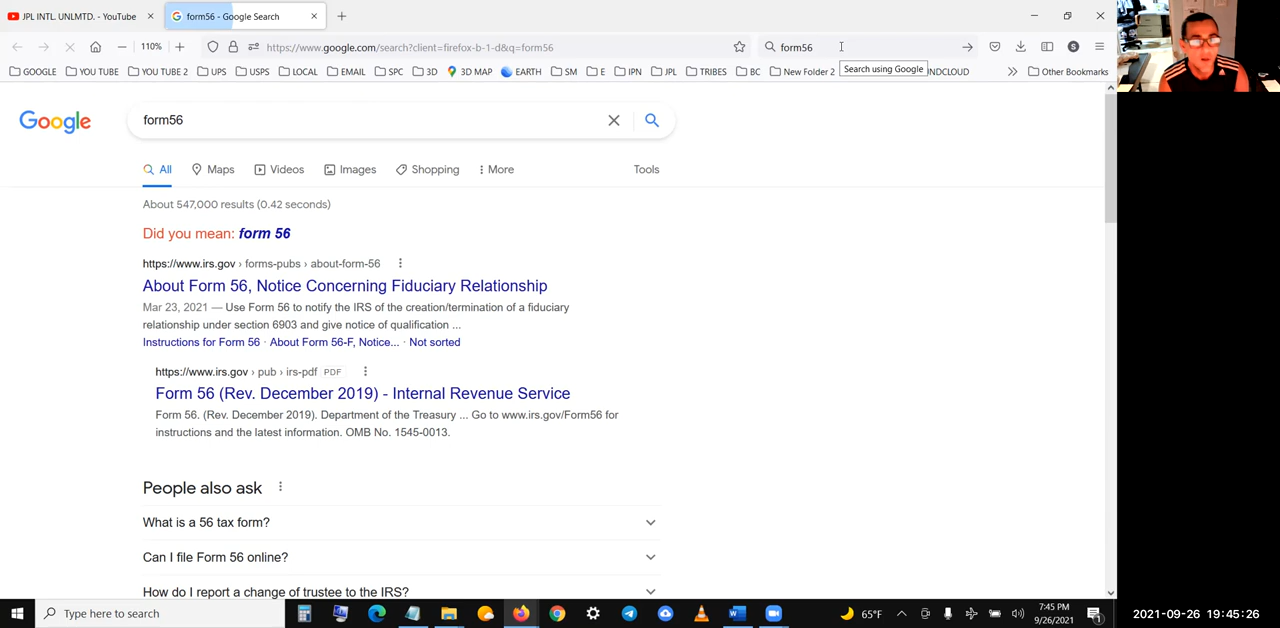 JPL INTL. UNLMTD. - YouTube
form56 - Google Search
110%
https://www.google.com/search?client=firefox-b-1-d&q=form56
form56
Search using Google
GOOGLE YOU TUBE YOU TUBE 2 UPS USPS LOCAL EMAIL SPC 3D 3D MAP EARTH SM E IPN JPL TRIBES BC New Folder 2 NDCLOUD Other Bookmarks
Google
form56
All Maps Videos Images Shopping More Tools
About 547,000 results (0.42 seconds)
Did you mean: form 56
https://www.irs.gov › forms-pubs › about-form-56
About Form 56, Notice Concerning Fiduciary Relationship
Mar 23, 2021 — Use Form 56 to notify the IRS of the creation/termination of a fiduciary
relationship under section 6903 and give notice of qualification ...
Instructions for Form 56 · About Form 56-F, Notice... · Not sorted
https://www.irs.gov › pub › irs-pdf PDF
Form 56 (Rev. December 2019) - Internal Revenue Service
Form 56. (Rev. December 2019). Department of the Treasury ... Go to www.irs.gov/Form56 for
instructions and the latest information. OMB No. 1545-0013.
People also ask
What is a 56 tax form?
Can I file Form 56 online?
How do I report a change of trustee to the IRS?
Type here to search
65°F
7:45 PM
9/26/2021
1
2021-09-26 19:45:26